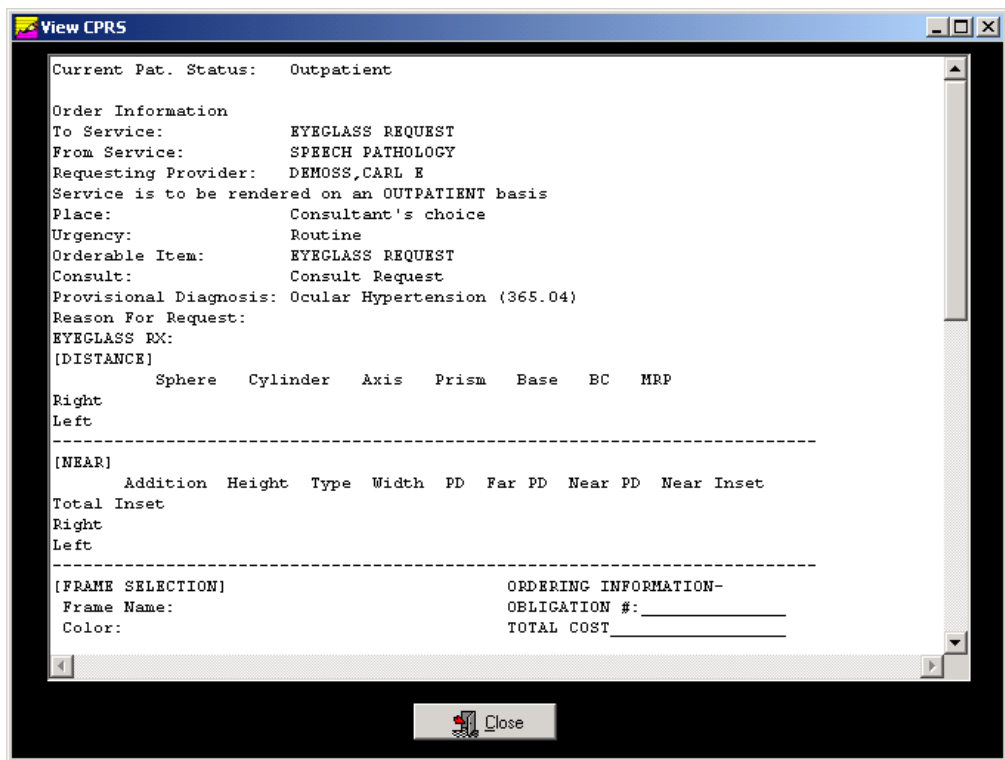 View CPRS
Current Pat. Status:    Outpatient
Order Information
To Service:             EYEGLASS REQUEST
From Service:           SPEECH PATHOLOGY
Requesting Provider:    DEMOSS,CARL E
Service is to be rendered on an OUTPATIENT basis
Place:                  Consultant's choice
Urgency:                Routine
Orderable Item:         EYEGLASS REQUEST
Consult:                Consult Request
Provisional Diagnosis: Ocular Hypertension (365.04)
Reason For Request:
EYEGLASS RX:
[DISTANCE]
Sphere   Cylinder   Axis   Prism   Base   BC   MRP
Right
Left
--------------------------------------------------------------------------
[NEAR]
Addition  Height  Type  Width  PD  Far PD  Near PD  Near Inset
Total Inset
Right
Left
--------------------------------------------------------------------------
[FRAME SELECTION]                           ORDERING INFORMATION-
Frame Name:                                OBLIGATION #:______________
Color:                                     TOTAL COST_________________
Close